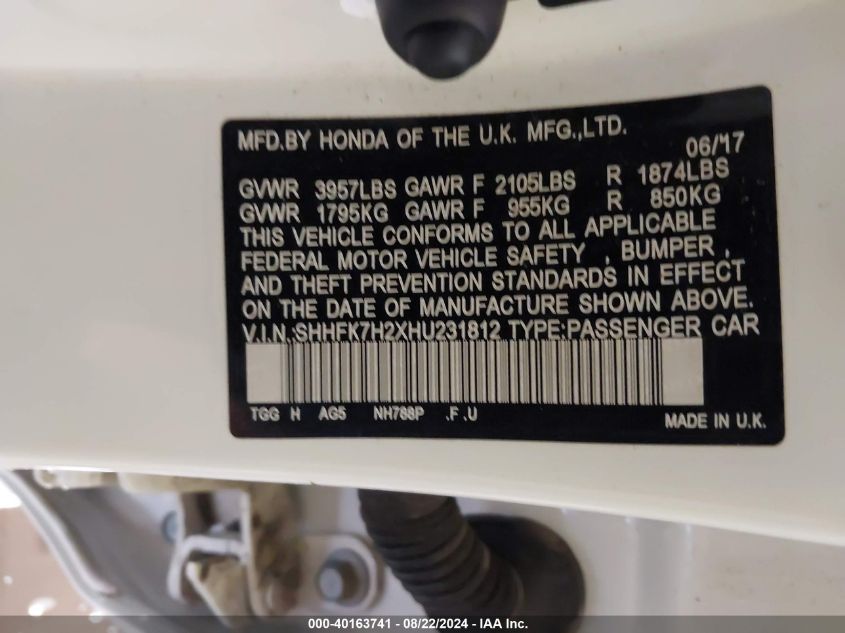 MFD.BY HONDA OF THE U.K. MFG.,LTD. 06/17
GVWR 3957LBS GAWR F 2105LBS R 1874LBS
GVWR 1795KG GAWR F 955KG R 850KG
THIS VEHICLE CONFORMS TO ALL APPLICABLE
FEDERAL MOTOR VEHICLE SAFETY , BUMPER ,
AND THEFT PREVENTION STANDARDS IN EFFECT
ON THE DATE OF MANUFACTURE SHOWN ABOVE.
V.I.N.:SHHFK7H2XHU231812 TYPE:PASSENGER CAR
TGG H AG5 NH788P .F .U MADE IN U.K.
000-40163741 - 08/22/2024 - IAA Inc.